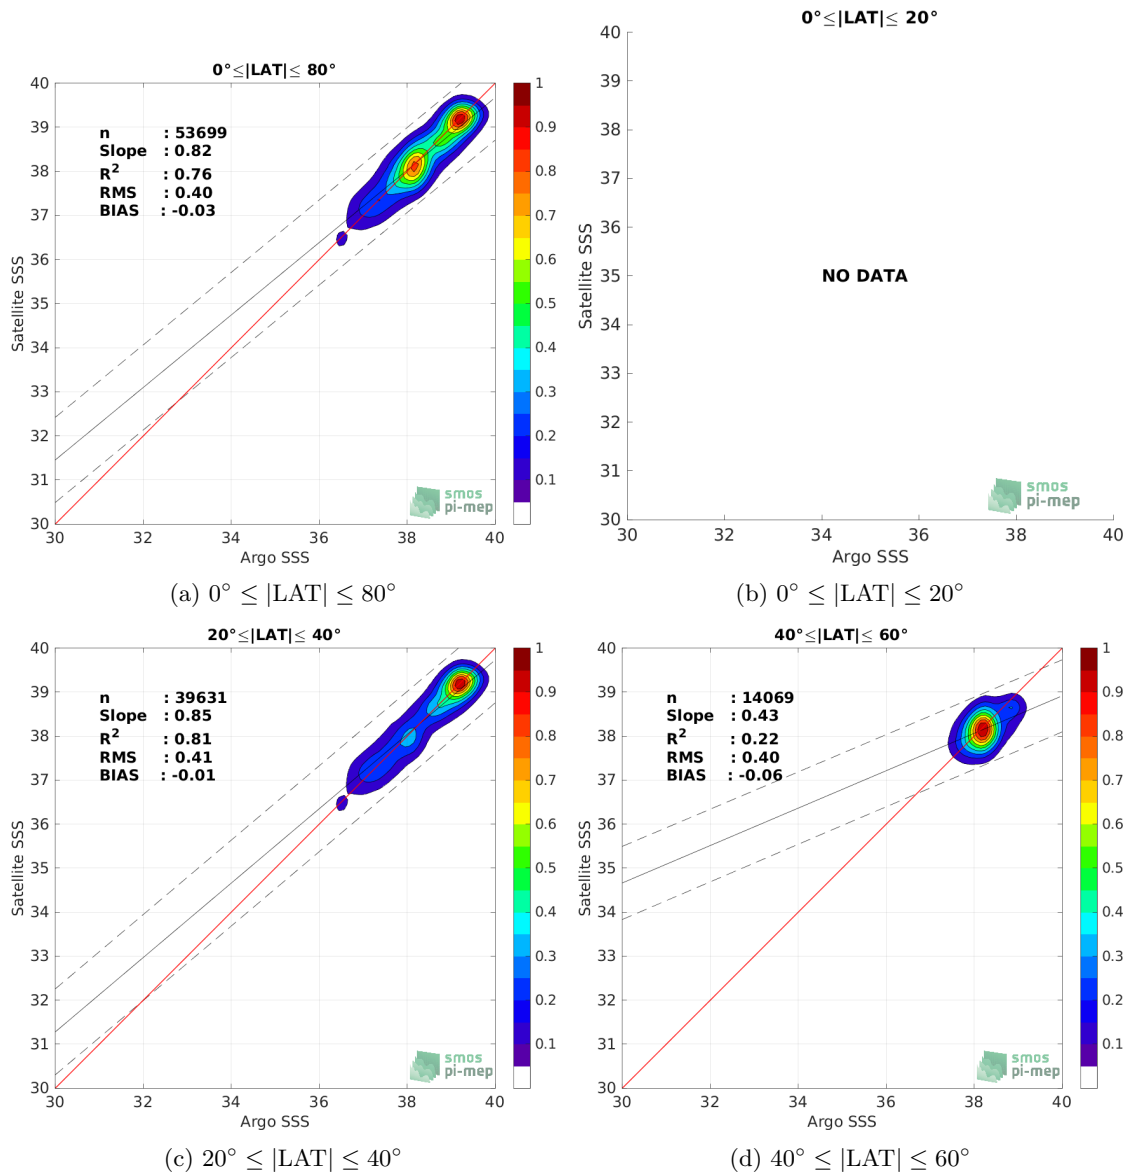 0°≤|LAT|≤ 80°
40
39
38
37
36
35
34
33
32
31
30
Satellite SSS
n : 53699
Slope : 0.82
R² : 0.76
RMS : 0.40
BIAS : -0.03
smos
pi-mep
30 32 34 36 38 40
Argo SSS
1
0.9
0.8
0.7
0.6
0.5
0.4
0.3
0.2
0.1
(a) 0° ≤ |LAT| ≤ 80°
0°≤|LAT|≤ 20°
40
39
38
37
36
35
34
33
32
31
30
Satellite SSS
NO DATA
smos
pi-mep
30 32 34 36 38 40
Argo SSS
(b) 0° ≤ |LAT| ≤ 20°
20°≤|LAT|≤ 40°
40
39
38
37
36
35
34
33
32
31
30
Satellite SSS
n : 39631
Slope : 0.85
R² : 0.81
RMS : 0.41
BIAS : -0.01
smos
pi-mep
30 32 34 36 38 40
Argo SSS
1
0.9
0.8
0.7
0.6
0.5
0.4
0.3
0.2
0.1
(c) 20° ≤ |LAT| ≤ 40°
40°≤|LAT|≤ 60°
40
39
38
37
36
35
34
33
32
31
30
Satellite SSS
n : 14069
Slope : 0.43
R² : 0.22
RMS : 0.40
BIAS : -0.06
smos
pi-mep
30 32 34 36 38 40
Argo SSS
1
0.9
0.8
0.7
0.6
0.5
0.4
0.3
0.2
0.1
(d) 40° ≤ |LAT| ≤ 60°